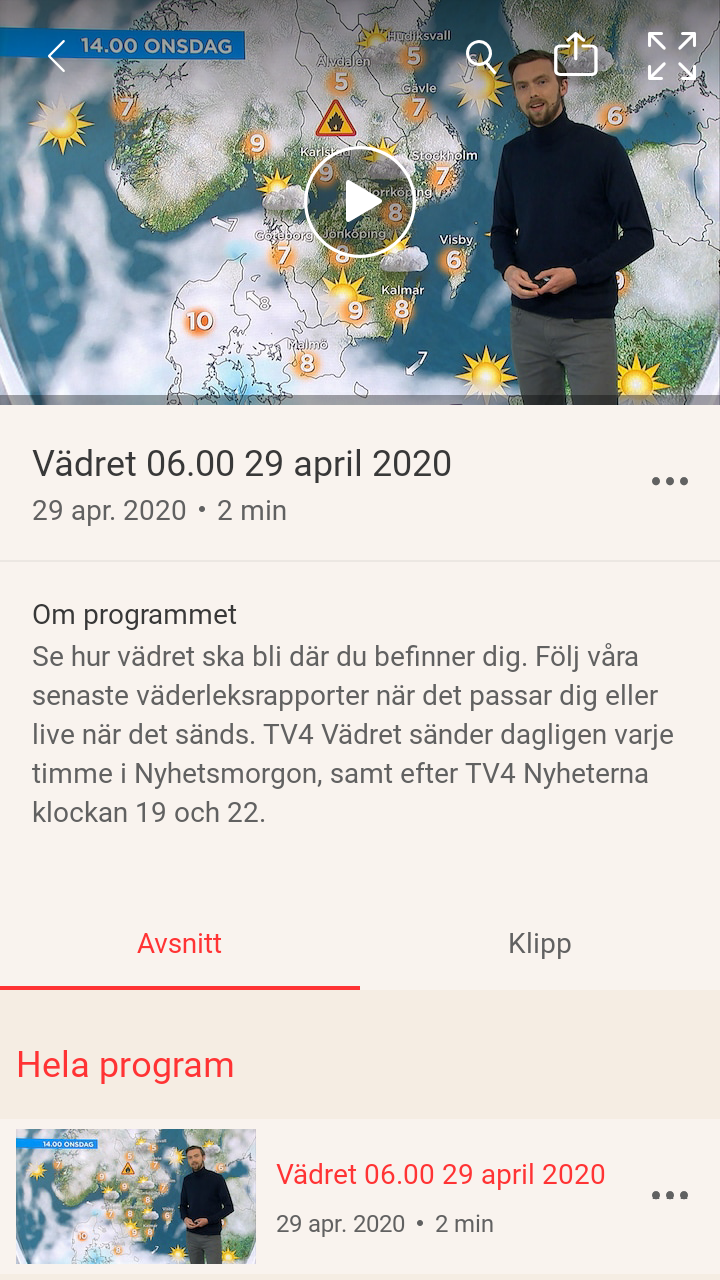 14.00 ONSDAG
Hudiksvall
5
Älvdalen
5
Gävle
7
7
6
9
Karlstad
9
Stockholm
7
Norrköping
8
7
Göteborg
7
Jönköping
8
Visby
6
9
8
Kalmar
8
9
10
Malmö
8
7
Vädret 06.00 29 april 2020
29 apr. 2020 • 2 min
Om programmet
Se hur vädret ska bli där du befinner dig. Följ våra
senaste väderleksrapporter när det passar dig eller
live när det sänds. TV4 Vädret sänder dagligen varje
timme i Nyhetsmorgon, samt efter TV4 Nyheterna
klockan 19 och 22.
Avsnitt
Klipp
Hela program
14.00 ONSDAG
Vädret 06.00 29 april 2020
29 apr. 2020 • 2 min